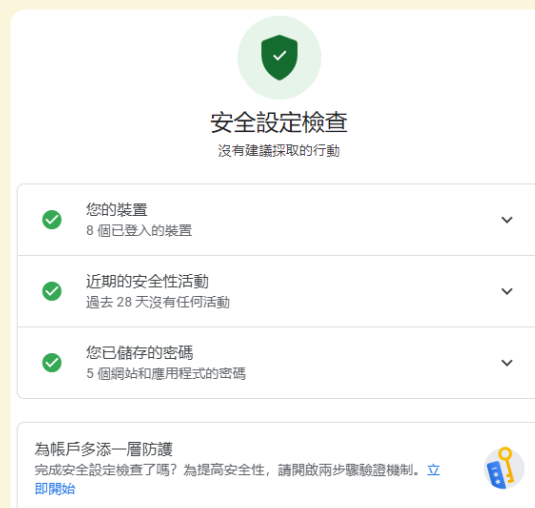 安全設定檢查
沒有建議採取的行動
您的裝置
8 個已登入的裝置
近期的安全性活動
過去 28 天沒有任何活動
您已儲存的密碼
5 個網站和應用程式的密碼
為帳戶多添一層防護
完成安全設定檢查了嗎？為提高安全性，請開啟兩步驟驗證機制。立
即開始